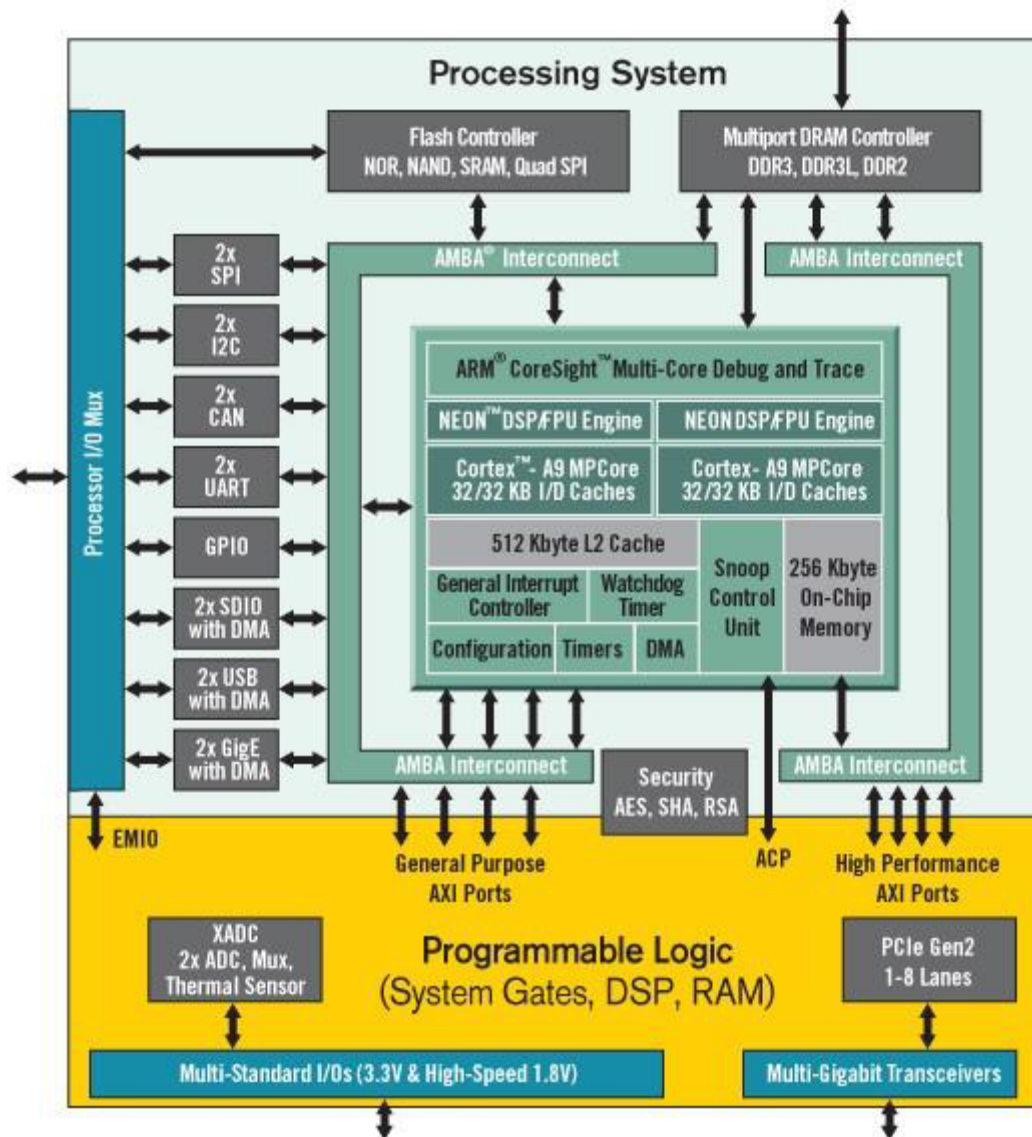 Processing System
Flash Controller
NOR, NAND, SRAM, Quad SPI
Multiport DRAM Controller
DDR3, DDR3L, DDR2
Processor I/O Mux
2x
SPI
2x
I2C
2x
CAN
2x
UART
GPIO
2x SDIO
with DMA
2x USB
with DMA
2x GigE
with DMA
AMBA® Interconnect
AMBA Interconnect
ARM® CoreSight™ Multi-Core Debug and Trace
NEON™ DSP/FPU Engine
NEON DSP/FPU Engine
Cortex™- A9 MPCore
32/32 KB I/D Caches
Cortex- A9 MPCore
32/32 KB I/D Caches
512 Kbyte L2 Cache
General Interrupt
Controller
Watchdog
Timer
Configuration
Timers
DMA
Snoop
Control
Unit
256 Kbyte
On-Chip
Memory
AMBA Interconnect
Security
AES, SHA, RSA
AMBA Interconnect
EMIO
General Purpose
AXI Ports
ACP
High Performance
AXI Ports
XADC
2x ADC, Mux,
Thermal Sensor
Programmable Logic
(System Gates, DSP, RAM)
PCIe Gen2
1-8 Lanes
Multi-Standard I/Os (3.3V & High-Speed 1.8V)
Multi-Gigabit Transceivers